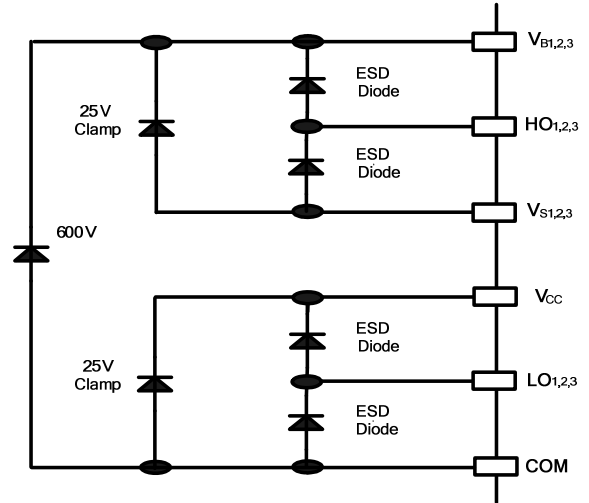 VB1,2,3
ESD
Diode
25V
Clamp
HO1,2,3
ESD
Diode
VS1,2,3
600V
VCC
ESD
Diode
25V
Clamp
LO1,2,3
ESD
Diode
COM